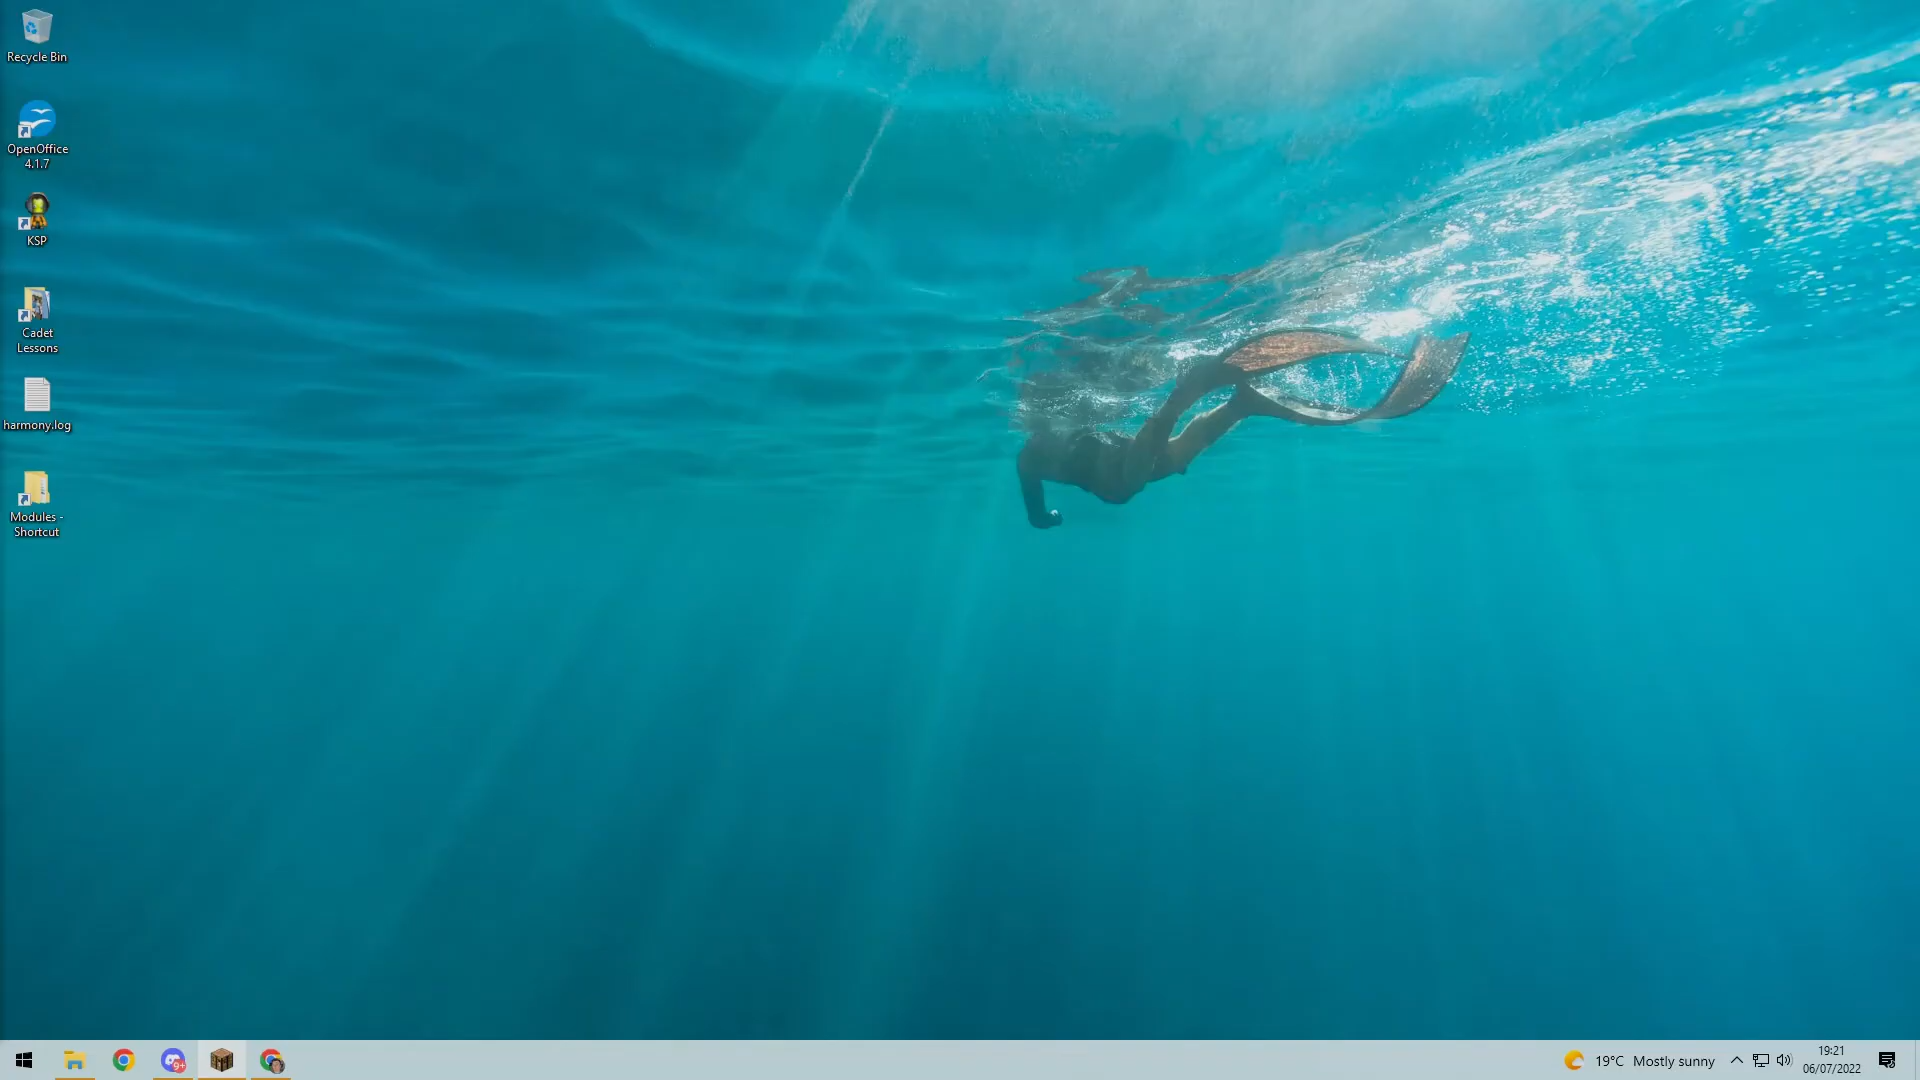 Recycle Bin
OpenOffice
4.1.7
KSP
Cadet
Lessons
harmony.log
Modules -
Shortcut
9+
19°C Mostly sunny
19:21
06/07/2022